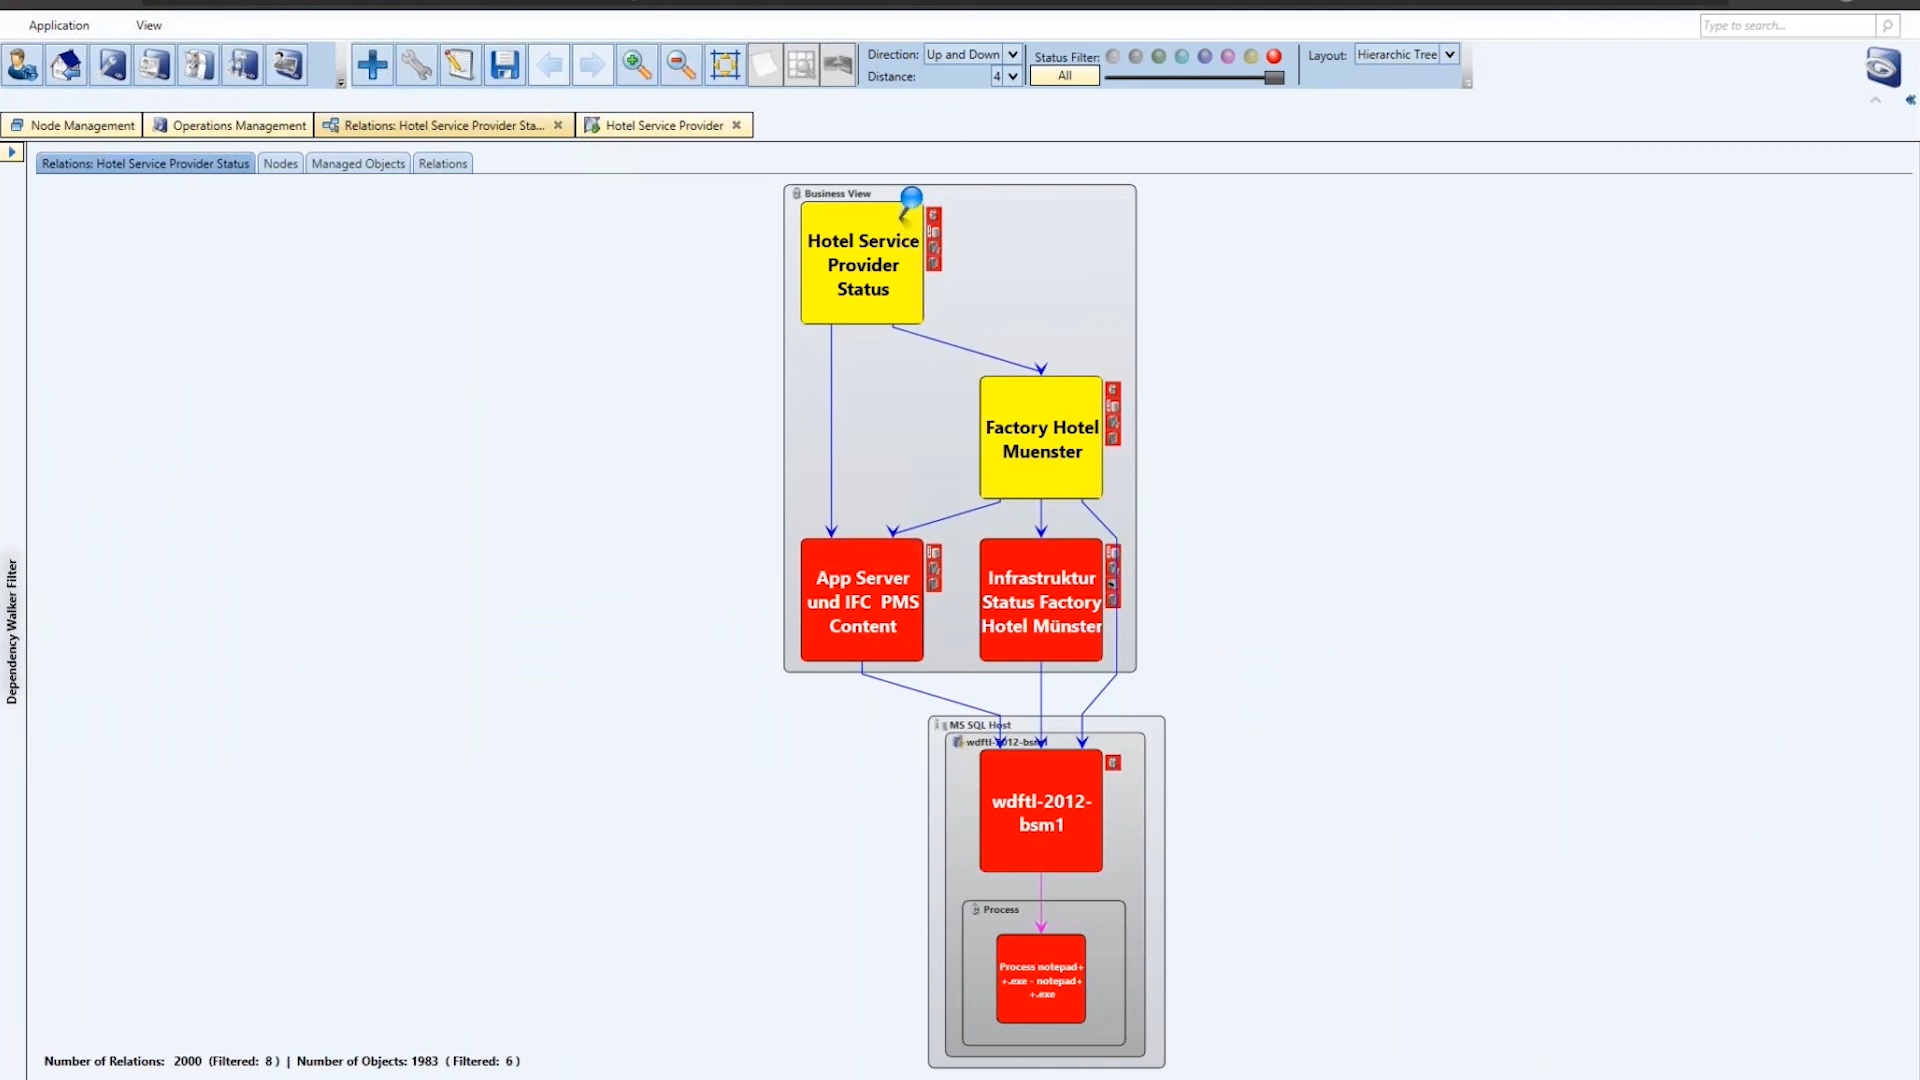 Application View
Type to search...
Direction: Up and Down
Distance: 4
Status Filter:
All
Layout: Hierarchic Tree
Node Management
Operations Management
Relations: Hotel Service Provider Sta...
Hotel Service Provider
Relations: Hotel Service Provider Status
Nodes
Managed Objects
Relations
Dependency Walker Filter
Business View
Hotel Service
Provider
Status
Factory Hotel
Muenster
App Server
und IFC PMS
Content
Infrastruktur
Status Factory
Hotel Münster
MS SQL Host
wdftl-2012-bsm1
wdftl-2012-
bsm1
Process
Process notepad+
+.exe - notepad+
+.exe
Number of Relations: 2000 (Filtered: 8 ) | Number of Objects: 1983 ( Filtered: 6 )